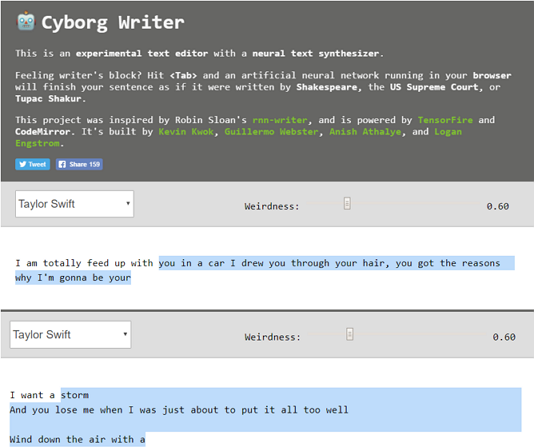 Cyborg Writer
This is an experimental text editor with a neural text synthesizer.
Feeling writer's block? Hit <Tab> and an artificial neural network running in your browser
will finish your sentence as if it were written by Shakespeare, the US Supreme Court, or
Tupac Shakur.
This project was inspired by Robin Sloan's rnn-writer, and is powered by TensorFire and
CodeMirror. It's built by Kevin Kwok, Guillermo Webster, Anish Athalye, and Logan
Engstrom.
Tweet Share 159
Taylor Swift Weirdness: 0.60
I am totally feed up with you in a car I drew you through your hair, you got the reasons
why I'm gonna be your
Taylor Swift Weirdness: 0.60
I want a storm
And you lose me when I was just about to put it all too well
Wind down the air with a